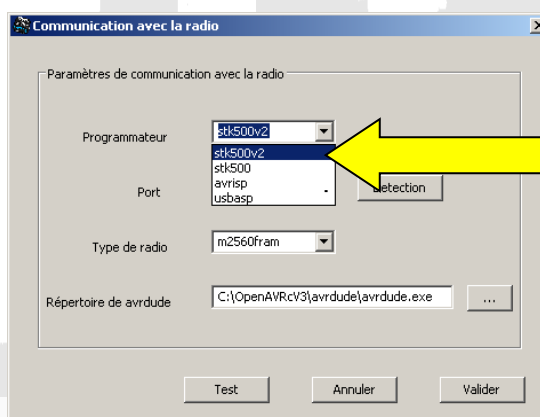 Communication avec la radio
Paramètres de communication avec la radio
Programmateur
stk500v2
stk500v2
stk500
avrisp
usbasp
Port
Detection
Type de radio
m2560fram
Répertoire de avrdude
C:\OpenAVRcV3\avrdude\avrdude.exe
...
Test
Annuler
Valider